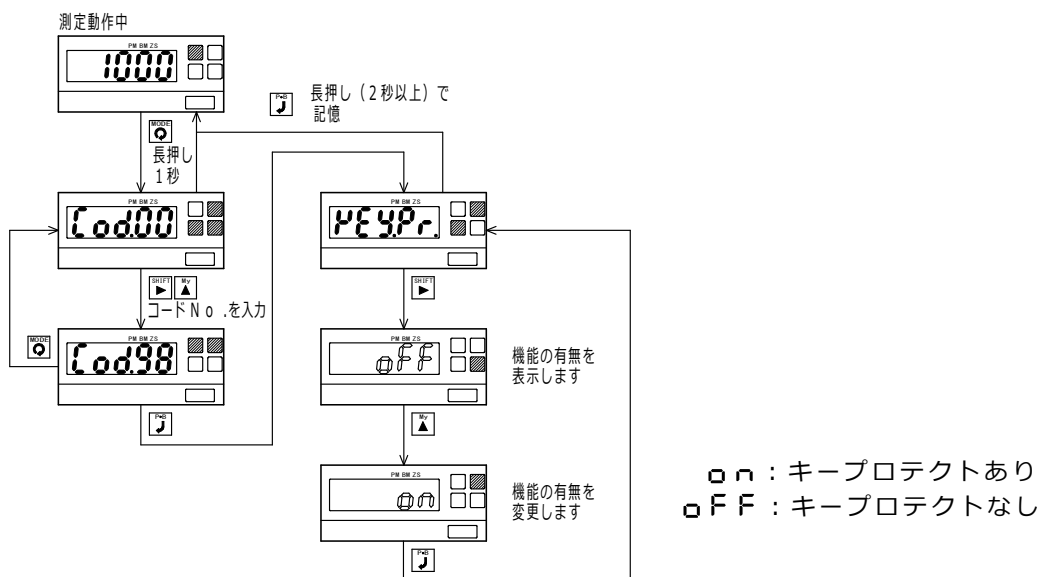 測定動作中
PM BM ZS
1000
P•B
長押し(2秒以上)で
記憶
MODE
長押し
1秒
PM BM ZS
Cod.00
PM BM ZS
KEY.Pr.
SHIFT My
コードNo.を入力
SHIFT
MODE
PM BM ZS
Cod.98
PM BM ZS
oFF
機能の有無を
表示します
P•B
My
PM BM ZS
on
機能の有無を
変更します
P•B
on:キープロテクトあり
oFF:キープロテクトなし